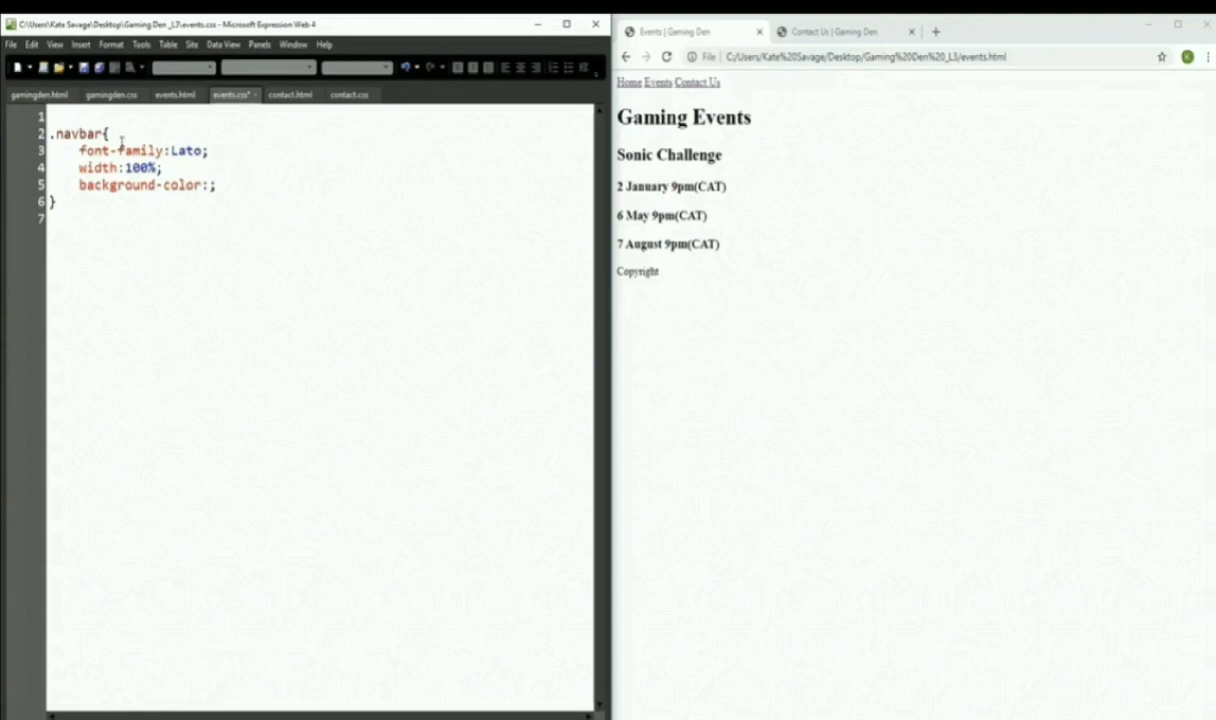 C:\Users\Kate Savage\Desktop\Gaming Den _L3\events.css - Microsoft Expression Web 4
File Edit View Insert Format Tools Table Site Data View Panels Window Help
gamingden.html gamingden.css events.html events.css* contact.html contact.css
1
2 .navbar{
3 font-family:Lato;
4 width:100%;
5 background-color:;
6 }
7
Events | Gaming Den
Contact Us | Gaming Den
File | C:/Users/Kate%20Savage/Desktop/Gaming%20Den%20_L3/events.html
K
Home Events Contact Us
Gaming Events
Sonic Challenge
2 January 9pm(CAT)
6 May 9pm(CAT)
7 August 9pm(CAT)
Copyright